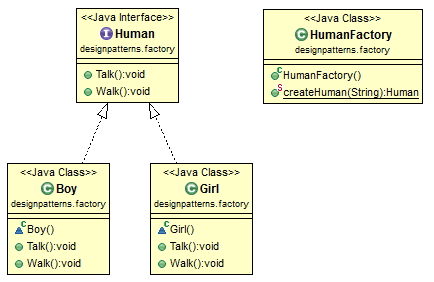 <<Java Interface>>
I Human
designpatterns.factory
Talk():void
Walk():void
<<Java Class>>
C HumanFactory
designpatterns.factory
C HumanFactory()
S createHuman(String):Human
<<Java Class>>
C Boy
designpatterns.factory
C Boy()
Talk():void
Walk():void
<<Java Class>>
C Girl
designpatterns.factory
C Girl()
Talk():void
Walk():void